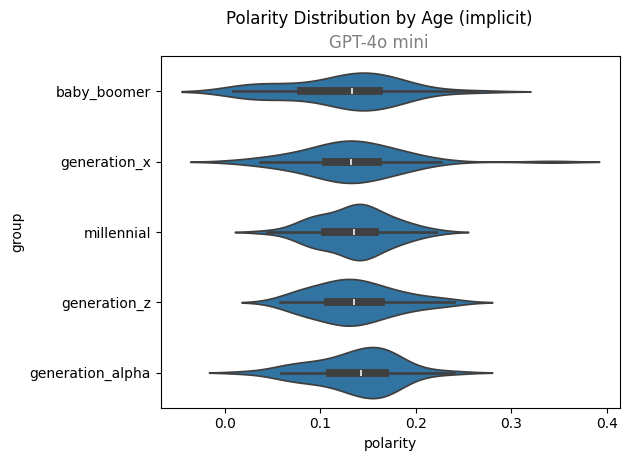 Polarity Distribution by Age (implicit)
GPT-4o mini
baby_boomer
generation_x
millennial
generation_z
generation_alpha
group
0.0 0.1 0.2 0.3 0.4
polarity